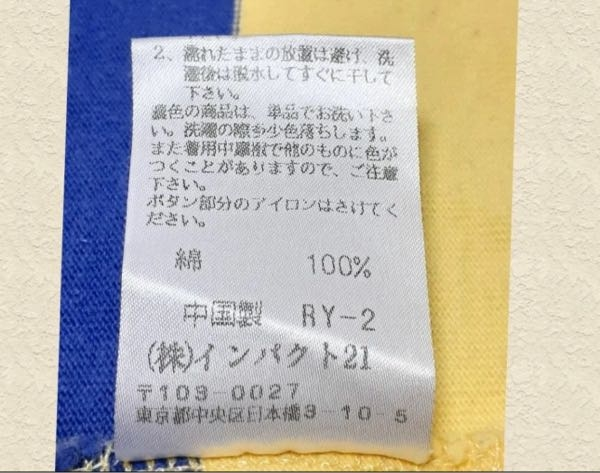 2、濡れたままの放置は避け、洗
濯後は脱水してすぐに干して
下さい。
濃色の商品は、単品でお洗い下さ
い。洗濯の際多少色落ちします。
また着用中摩擦で他のものに色が
つくことがありますので、ご注意
下さい。
ボタン部分のアイロンはさけてく
ださい。
綿 100%
中国製 RY-2
(株)インパクト21
〒103-0027
東京都中央区日本橋3-10-5